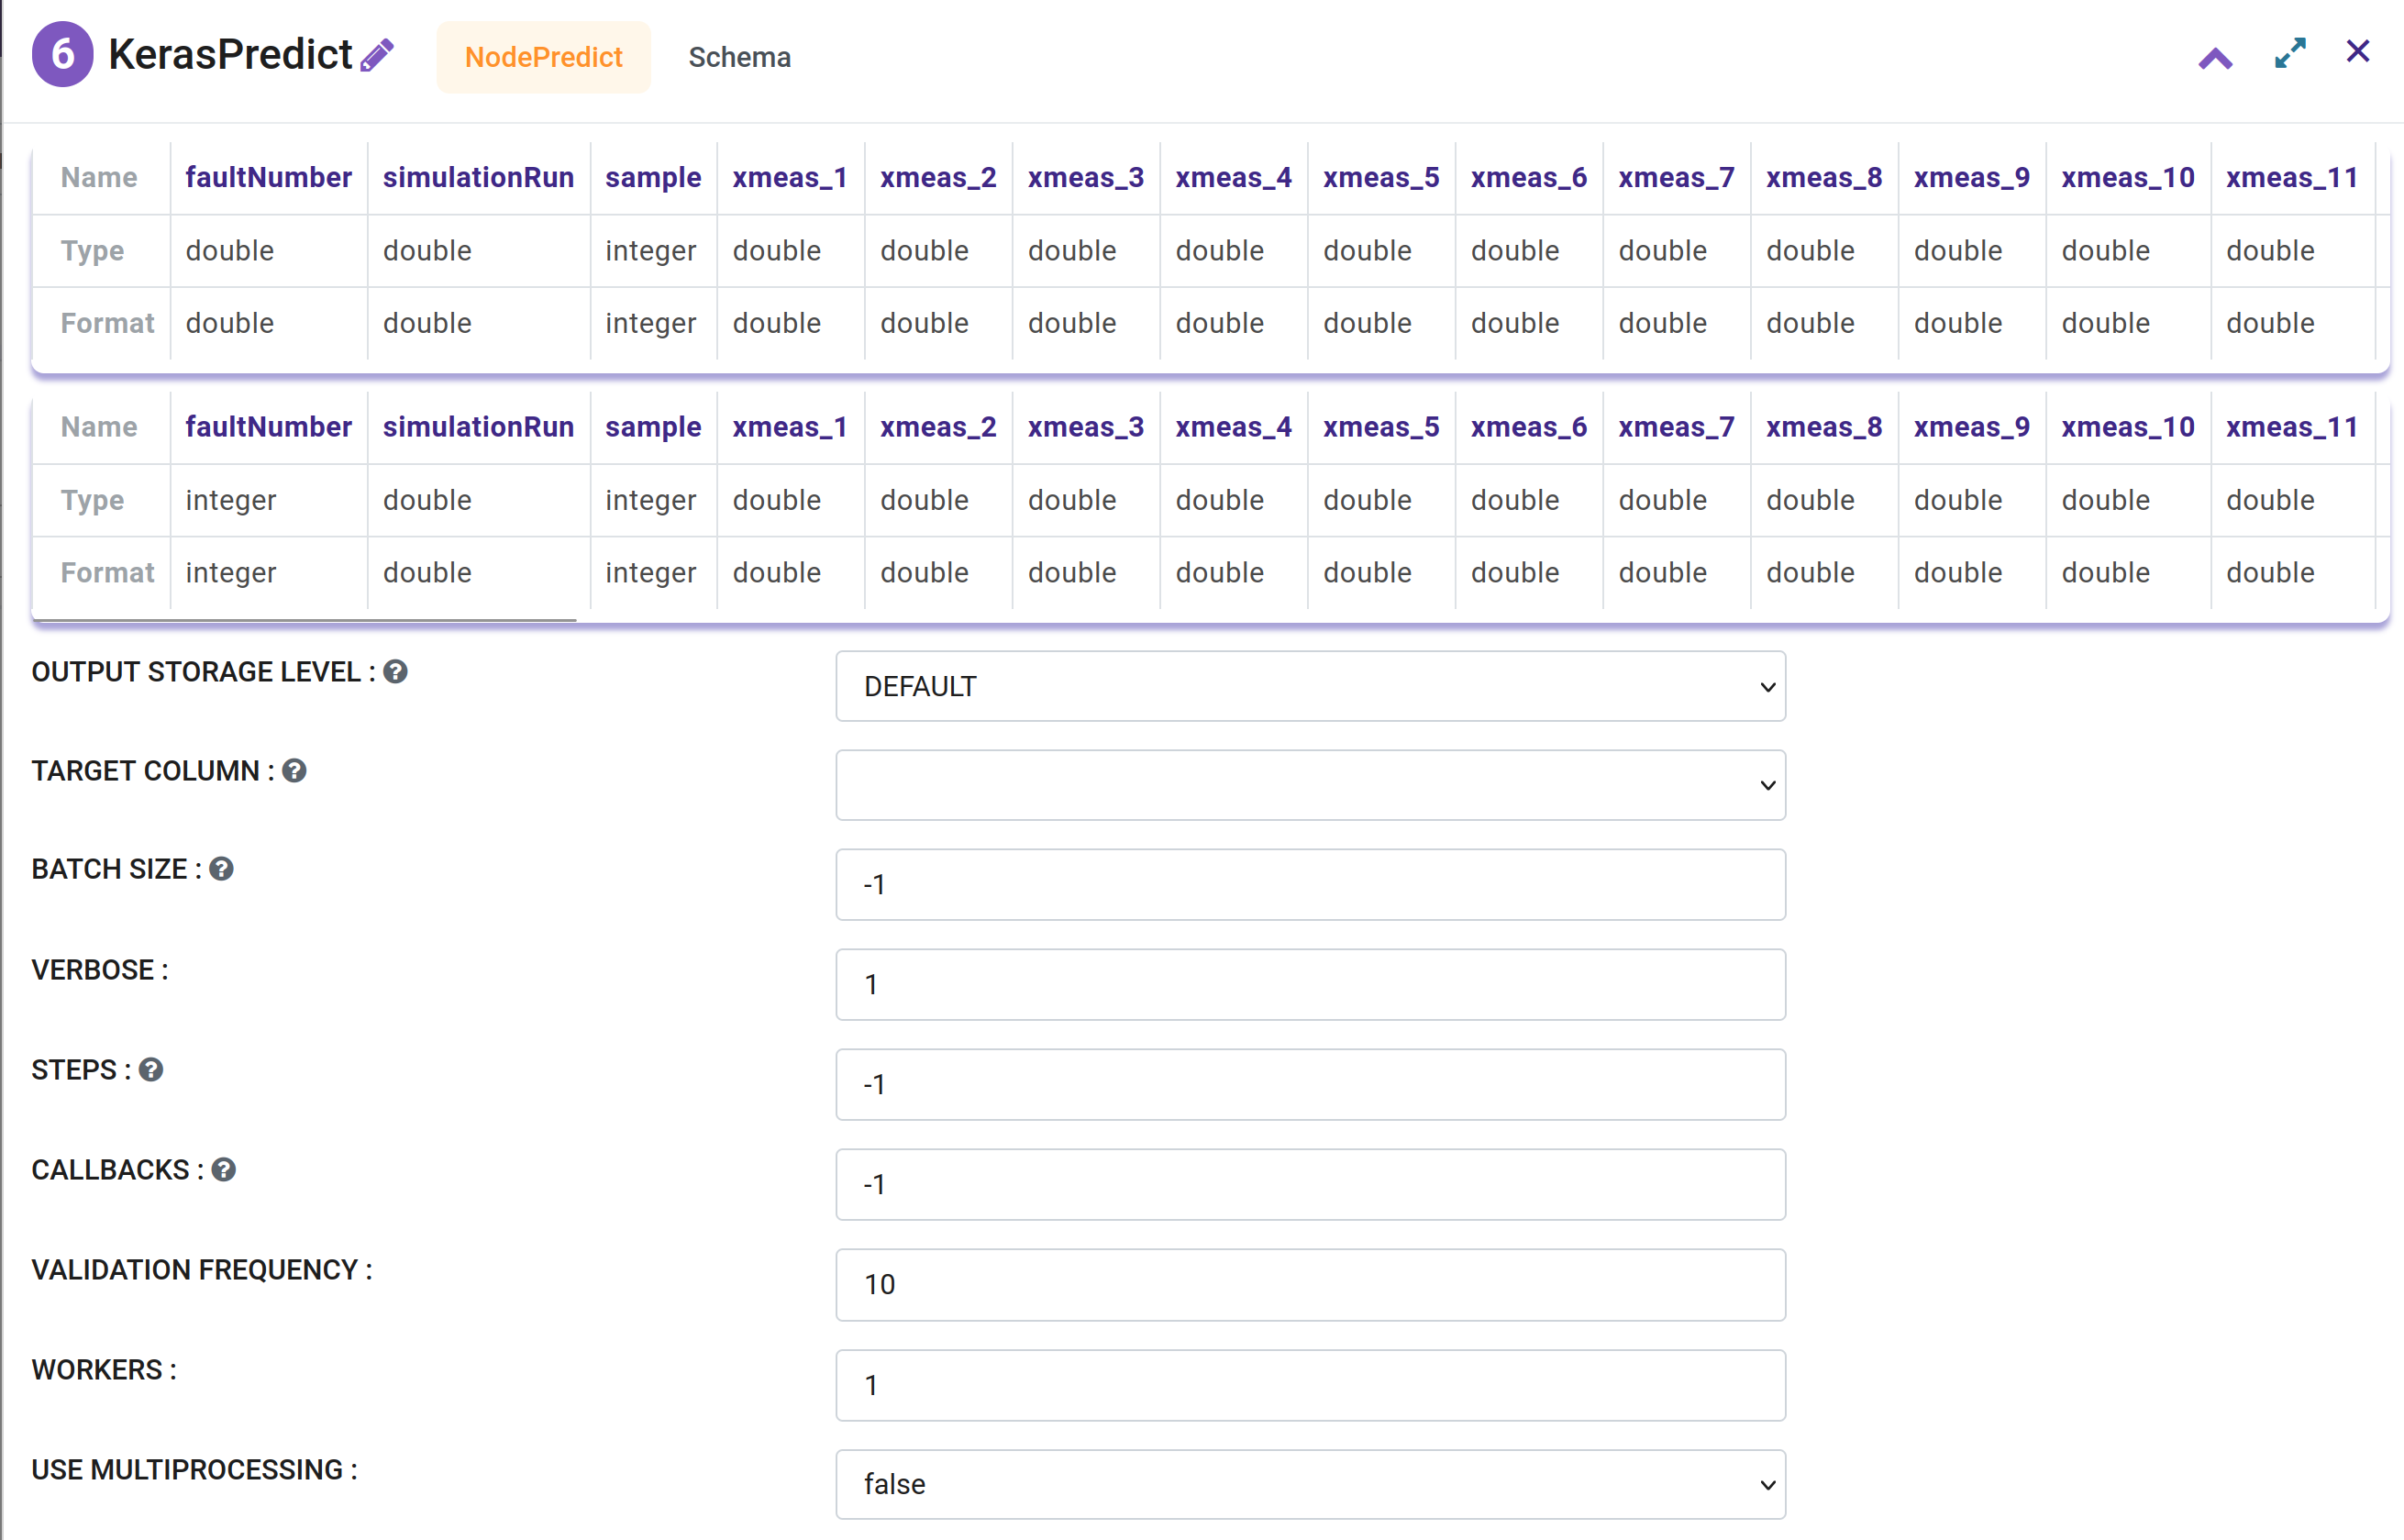 6 KerasPredict NodePredict Schema
Name faultNumber simulationRun sample xmeas_1 xmeas_2 xmeas_3 xmeas_4 xmeas_5 xmeas_6 xmeas_7 xmeas_8 xmeas_9 xmeas_10 xmeas_11
Type double double integer double double double double double double double double double double double
Format double double integer double double double double double double double double double double double
Name faultNumber simulationRun sample xmeas_1 xmeas_2 xmeas_3 xmeas_4 xmeas_5 xmeas_6 xmeas_7 xmeas_8 xmeas_9 xmeas_10 xmeas_11
Type integer double integer double double double double double double double double double double double
Format integer double integer double double double double double double double double double double double
OUTPUT STORAGE LEVEL : ? DEFAULT
TARGET COLUMN : ?
BATCH SIZE : ? -1
VERBOSE : 1
STEPS : ? -1
CALLBACKS : ? -1
VALIDATION FREQUENCY : 10
WORKERS : 1
USE MULTIPROCESSING : false